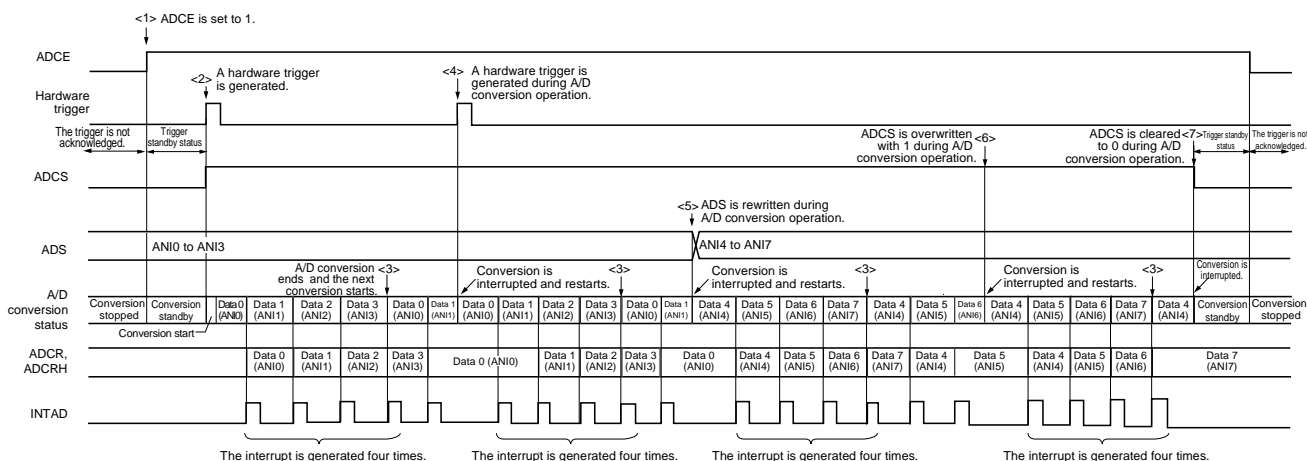 <1> ADCE is set to 1.
ADCE
<2> A hardware trigger
is generated.
<4> A hardware trigger is
generated during A/D
conversion operation.
Hardware
trigger
The trigger is not
acknowledged.
Trigger
standby status
ADCS is overwritten <6>
with 1 during A/D
conversion operation.
ADCS is cleared <7>
to 0 during A/D
conversion operation.
Trigger standby
status
The trigger is not
acknowledged.
ADCS
<5> ADS is rewritten during
A/D conversion operation.
ADS
ANI0 to ANI3
ANI4 to ANI7
A/D conversion <3>
ends and the next
conversion starts.
Conversion is
interrupted and restarts.
<3>
Conversion is
interrupted and restarts.
<3>
Conversion is
interrupted and restarts.
<3>
Conversion is
interrupted.
A/D
conversion
status
Conversion
stopped
Conversion
standby
Conversion start
Data 0
(ANI0)
Data 1
(ANI1)
Data 2
(ANI2)
Data 3
(ANI3)
Data 0
(ANI0)
Data 1
(ANI1)
Data 0
(ANI0)
Data 1
(ANI1)
Data 2
(ANI2)
Data 3
(ANI3)
Data 0
(ANI0)
Data 1
(ANI1)
Data 4
(ANI4)
Data 5
(ANI5)
Data 6
(ANI6)
Data 7
(ANI7)
Data 4
(ANI4)
Data 5
(ANI5)
Data 6
(ANI6)
Data 4
(ANI4)
Data 5
(ANI5)
Data 6
(ANI6)
Data 7
(ANI7)
Data 4
(ANI4)
Conversion
standby
Conversion
stopped
ADCR,
ADCRH
Data 0
(ANI0)
Data 1
(ANI1)
Data 2
(ANI2)
Data 3
(ANI3)
Data 0 (ANI0)
Data 1
(ANI1)
Data 2
(ANI2)
Data 3
(ANI3)
Data 0
(ANI0)
Data 4
(ANI4)
Data 5
(ANI5)
Data 6
(ANI6)
Data 7
(ANI7)
Data 4
(ANI4)
Data 5
(ANI5)
Data 4
(ANI4)
Data 5
(ANI5)
Data 6
(ANI6)
Data 7
(ANI7)
INTAD
The interrupt is generated four times.
The interrupt is generated four times.
The interrupt is generated four times.
The interrupt is generated four times.